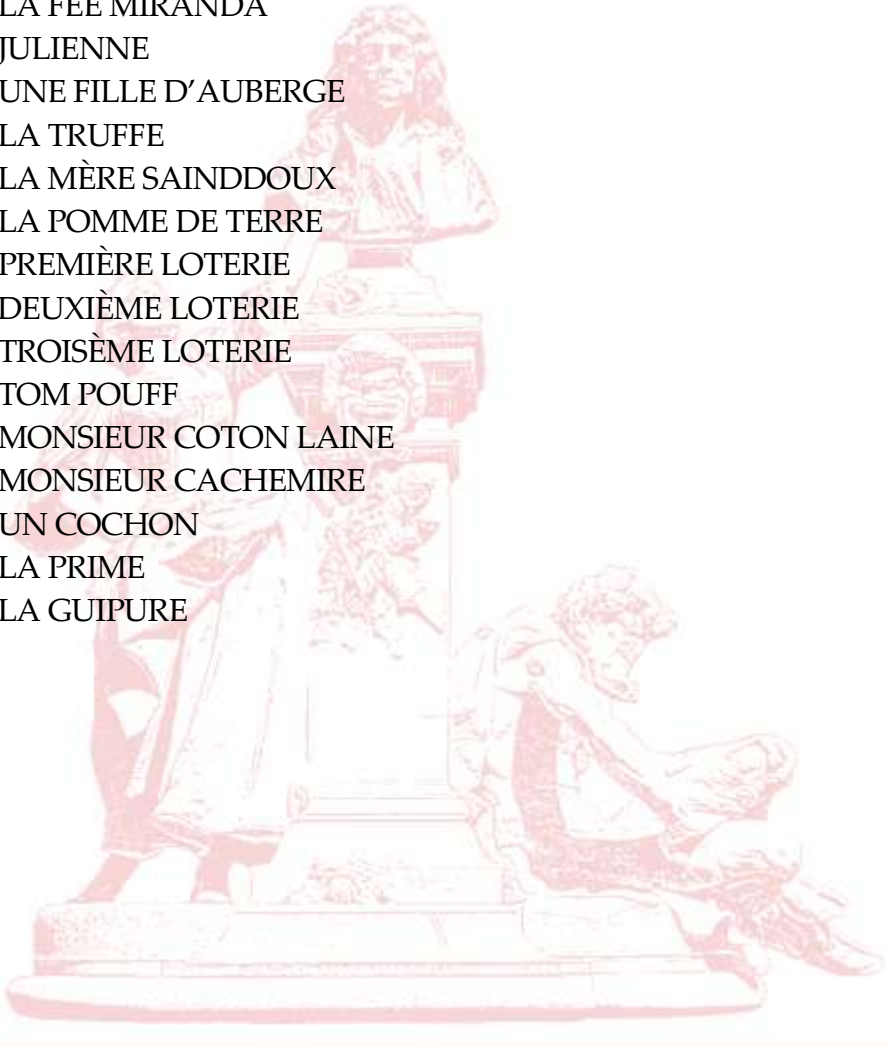 LA FÉE MIRANDA
JULIENNE
UNE FILLE D’AUBERGE
LA TRUFFE
LA MÈRE SAINDDOUX
LA POMME DE TERRE
PREMIÈRE LOTERIE
DEUXIÈME LOTERIE
TROISÈME LOTERIE
TOM POUFF
MONSIEUR COTON LAINE
MONSIEUR CACHEMIRE
UN COCHON
LA PRIME
LA GUIPURE